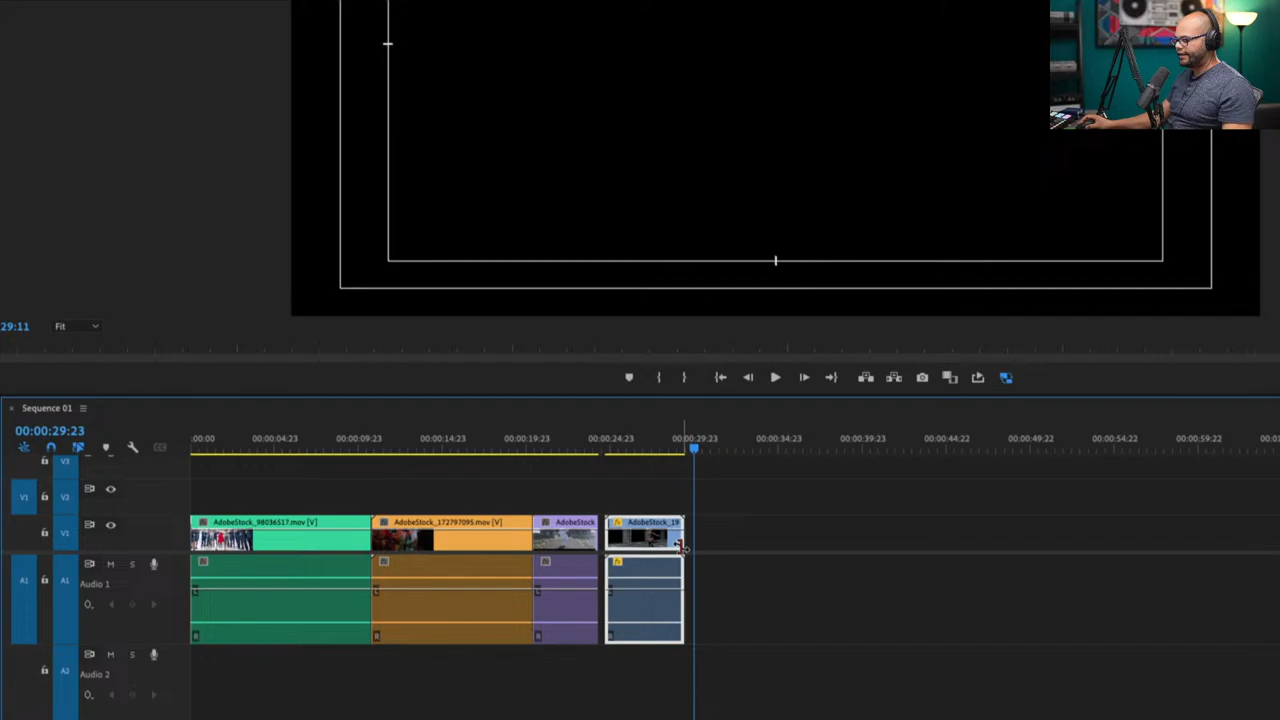 29:11
Fit
Sequence 01
00:00:29:23
:00:00
00:00:04:23
00:00:09:23
00:00:14:23
00:00:19:23
00:00:24:23
00:00:29:23
00:00:34:23
00:00:39:23
00:00:44:22
00:00:49:22
00:00:54:22
00:00:59:22
00:0
V3
V1
V2
V1
AdobeStock_98036517.mov [V]
AdobeStock_172797095.mov [V]
AdobeStock
AdobeStock_19
fx
A1
A1
M
S
Audio 1
L
L
L
L
R
R
R
R
A2
M
S
Audio 2